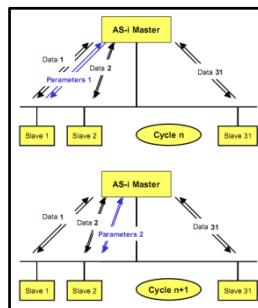 AS-i Master
Data 1
Data 2
Data 31
Parameters 1
Slave 1
Slave 2
Cycle n
Slave 31
AS-i Master
Data 1
Data 2
Data 31
Parameters 2
Slave 1
Slave 2
Cycle n+1
Slave 31